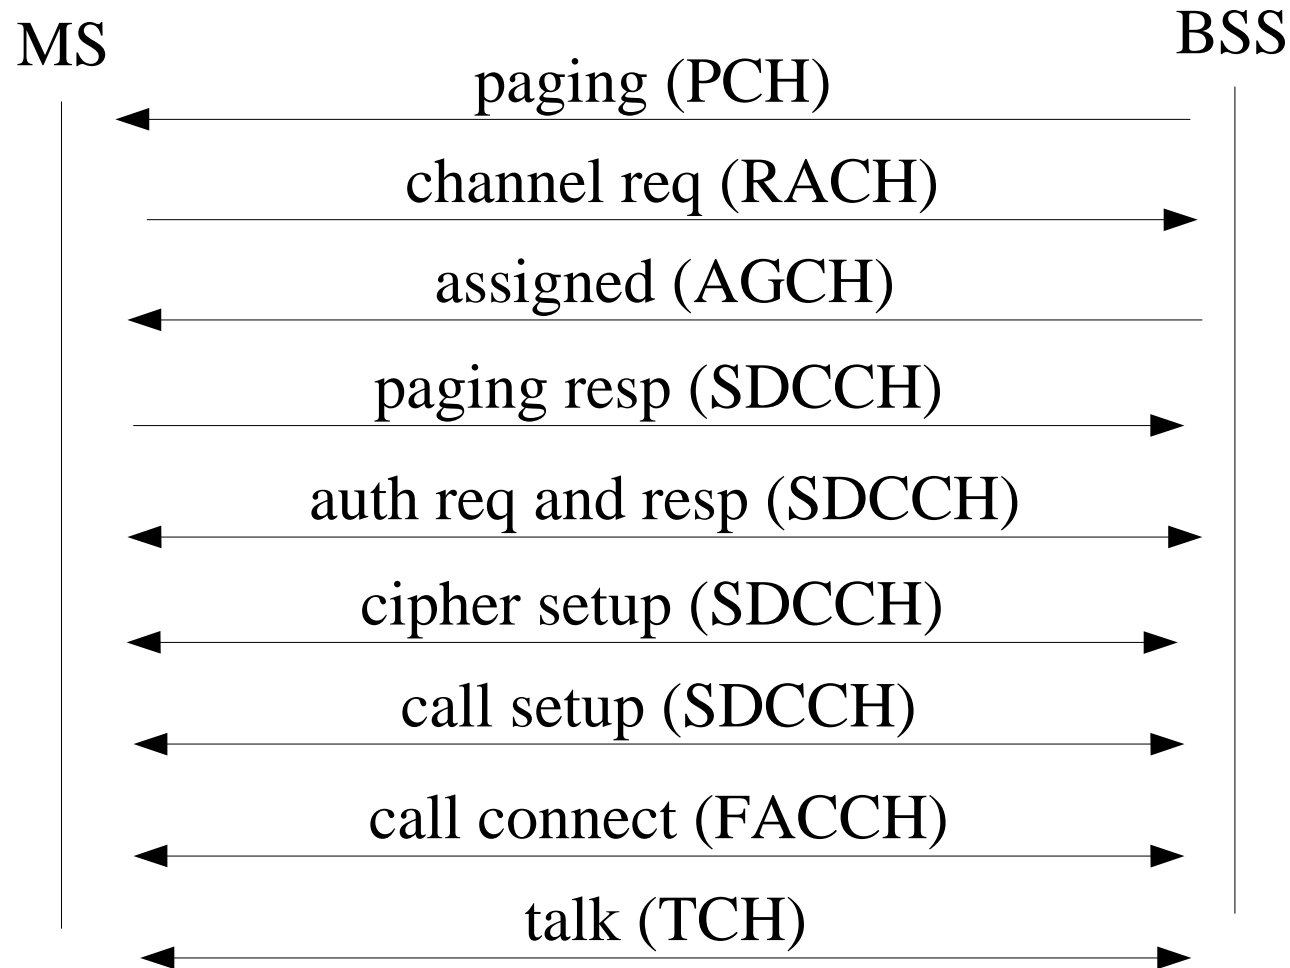 MS
BSS
paging (PCH)
channel req (RACH)
assigned (AGCH)
paging resp (SDCCH)
auth req and resp (SDCCH)
cipher setup (SDCCH)
call setup (SDCCH)
call connect (FACCH)
talk (TCH)